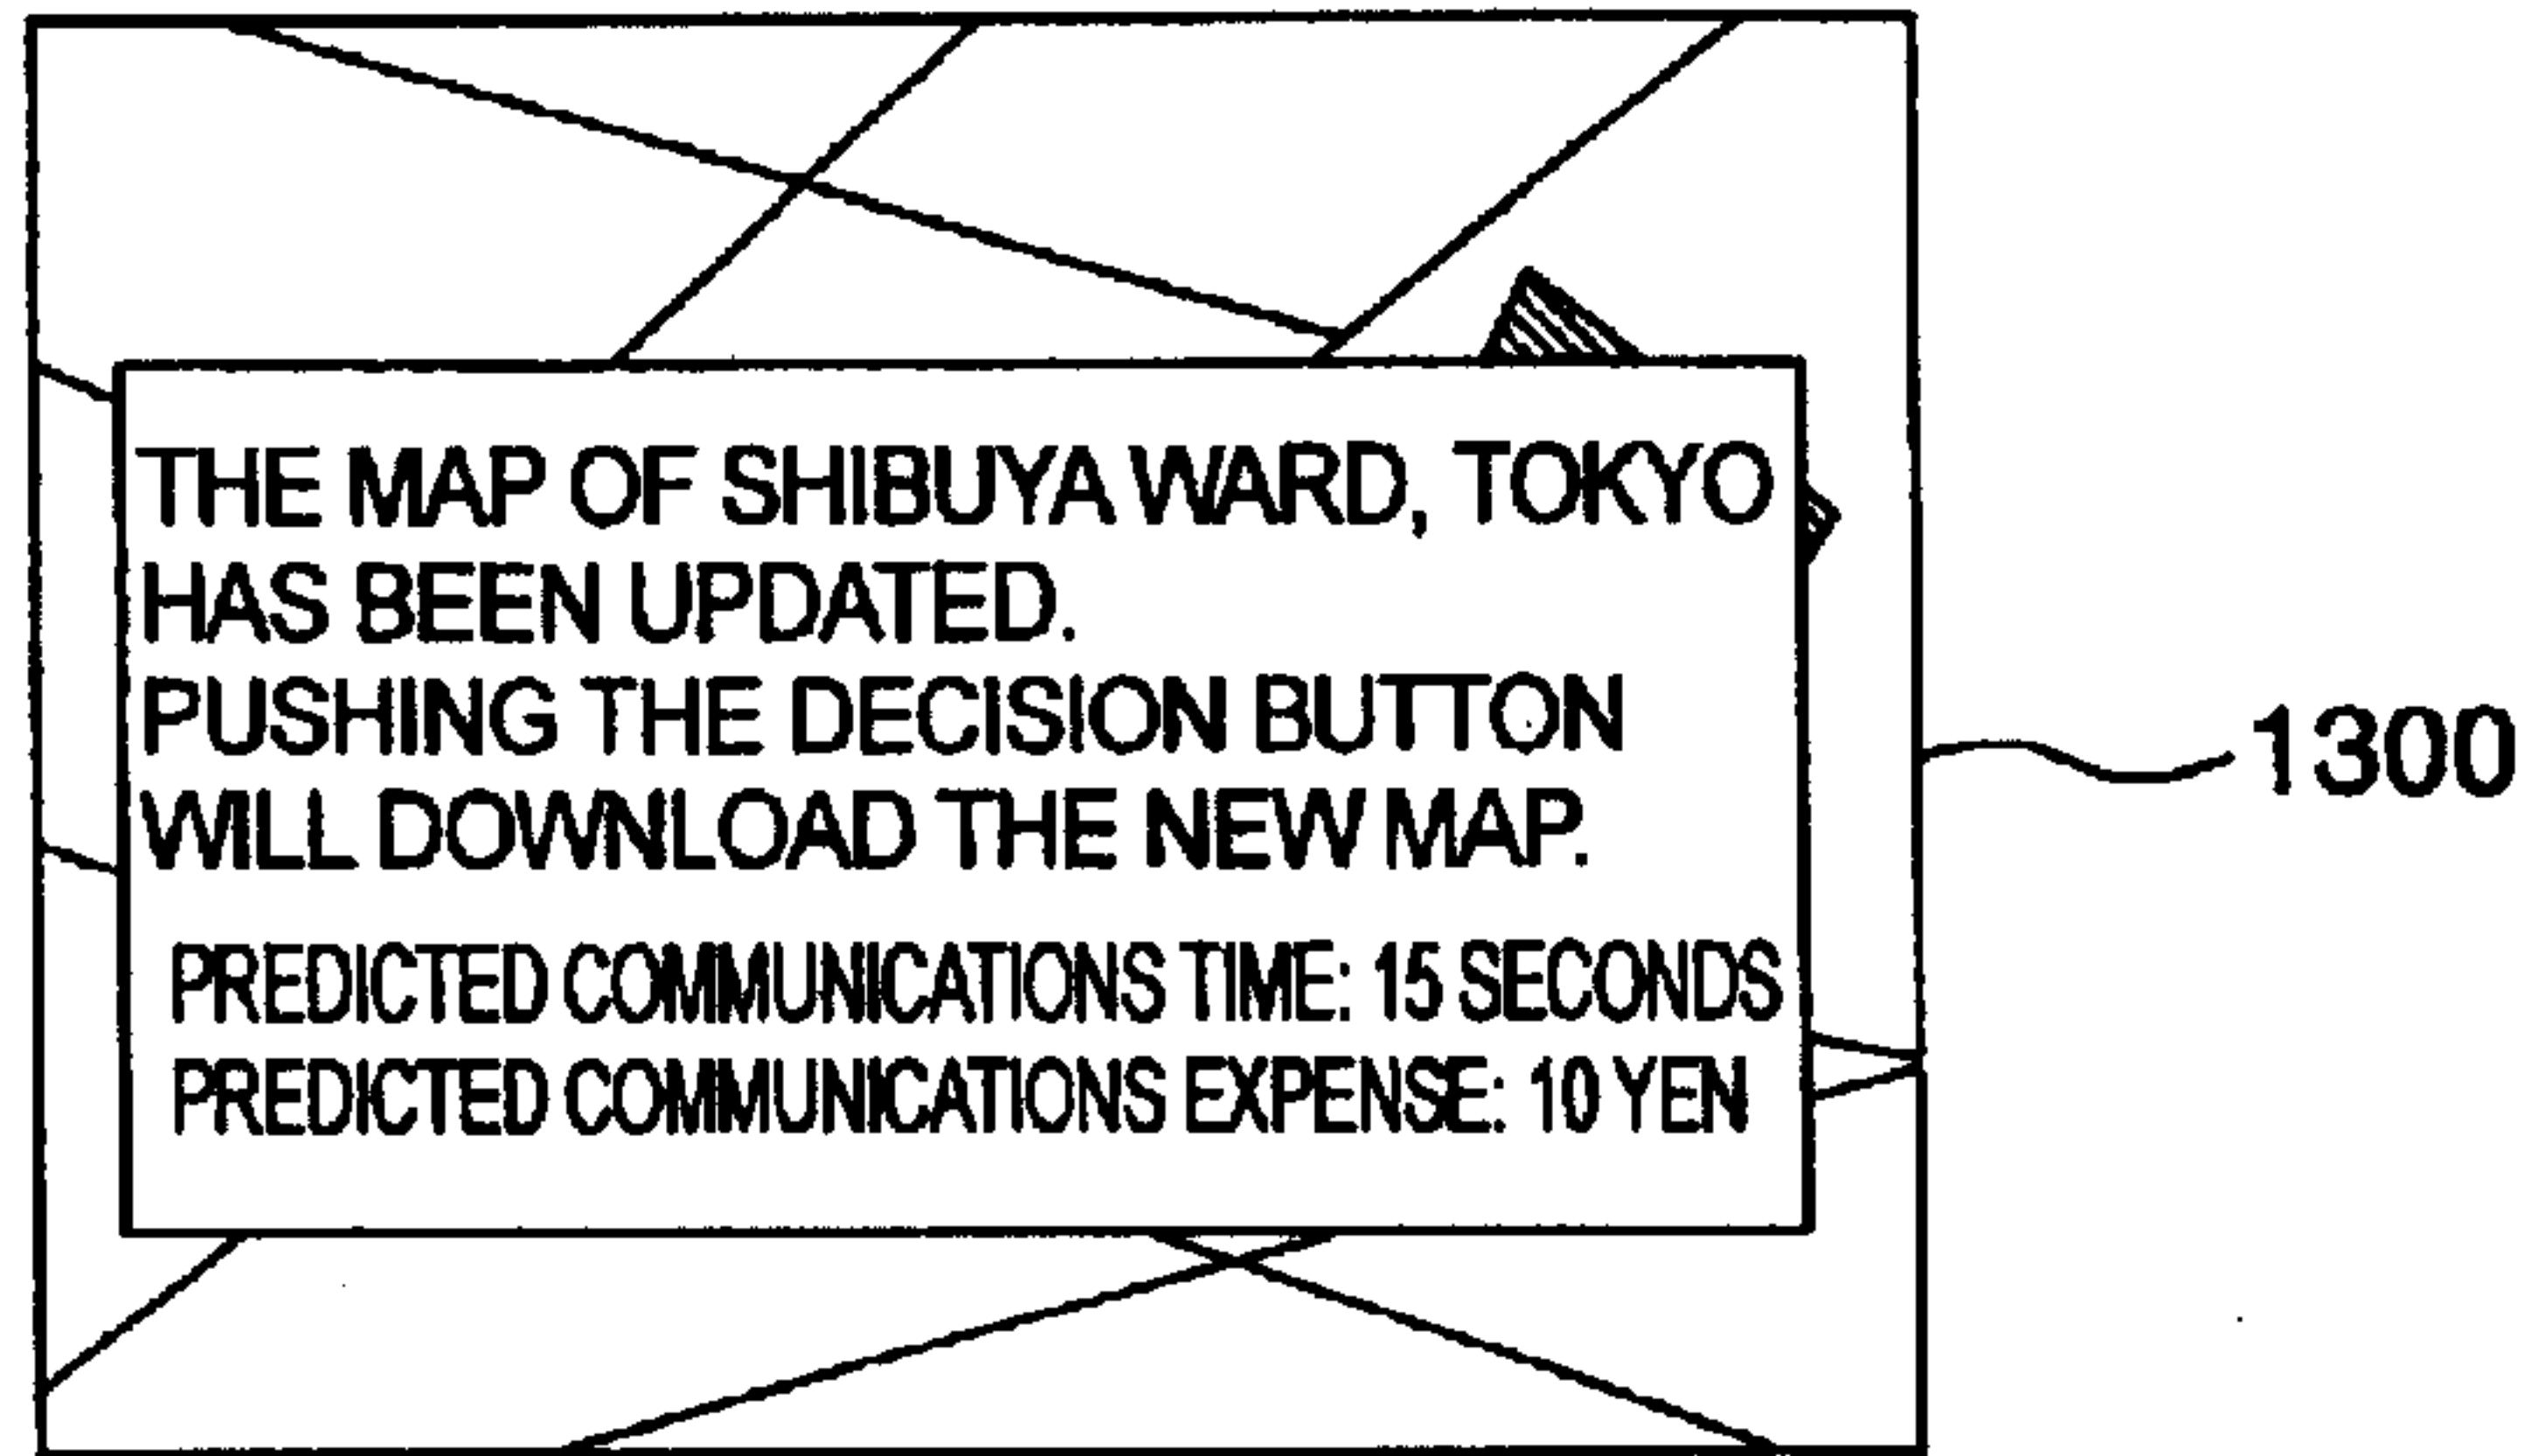 THE MAP OF SHIBUYA WARD, TOKYO
HAS BEEN UPDATED.
PUSHING THE DECISION BUTTON
WILL DOWNLOAD THE NEW MAP.
PREDICTED COMMUNICATIONS TIME: 15 SECONDS
PREDICTED COMMUNICATIONS EXPENSE: 10 YEN
1300